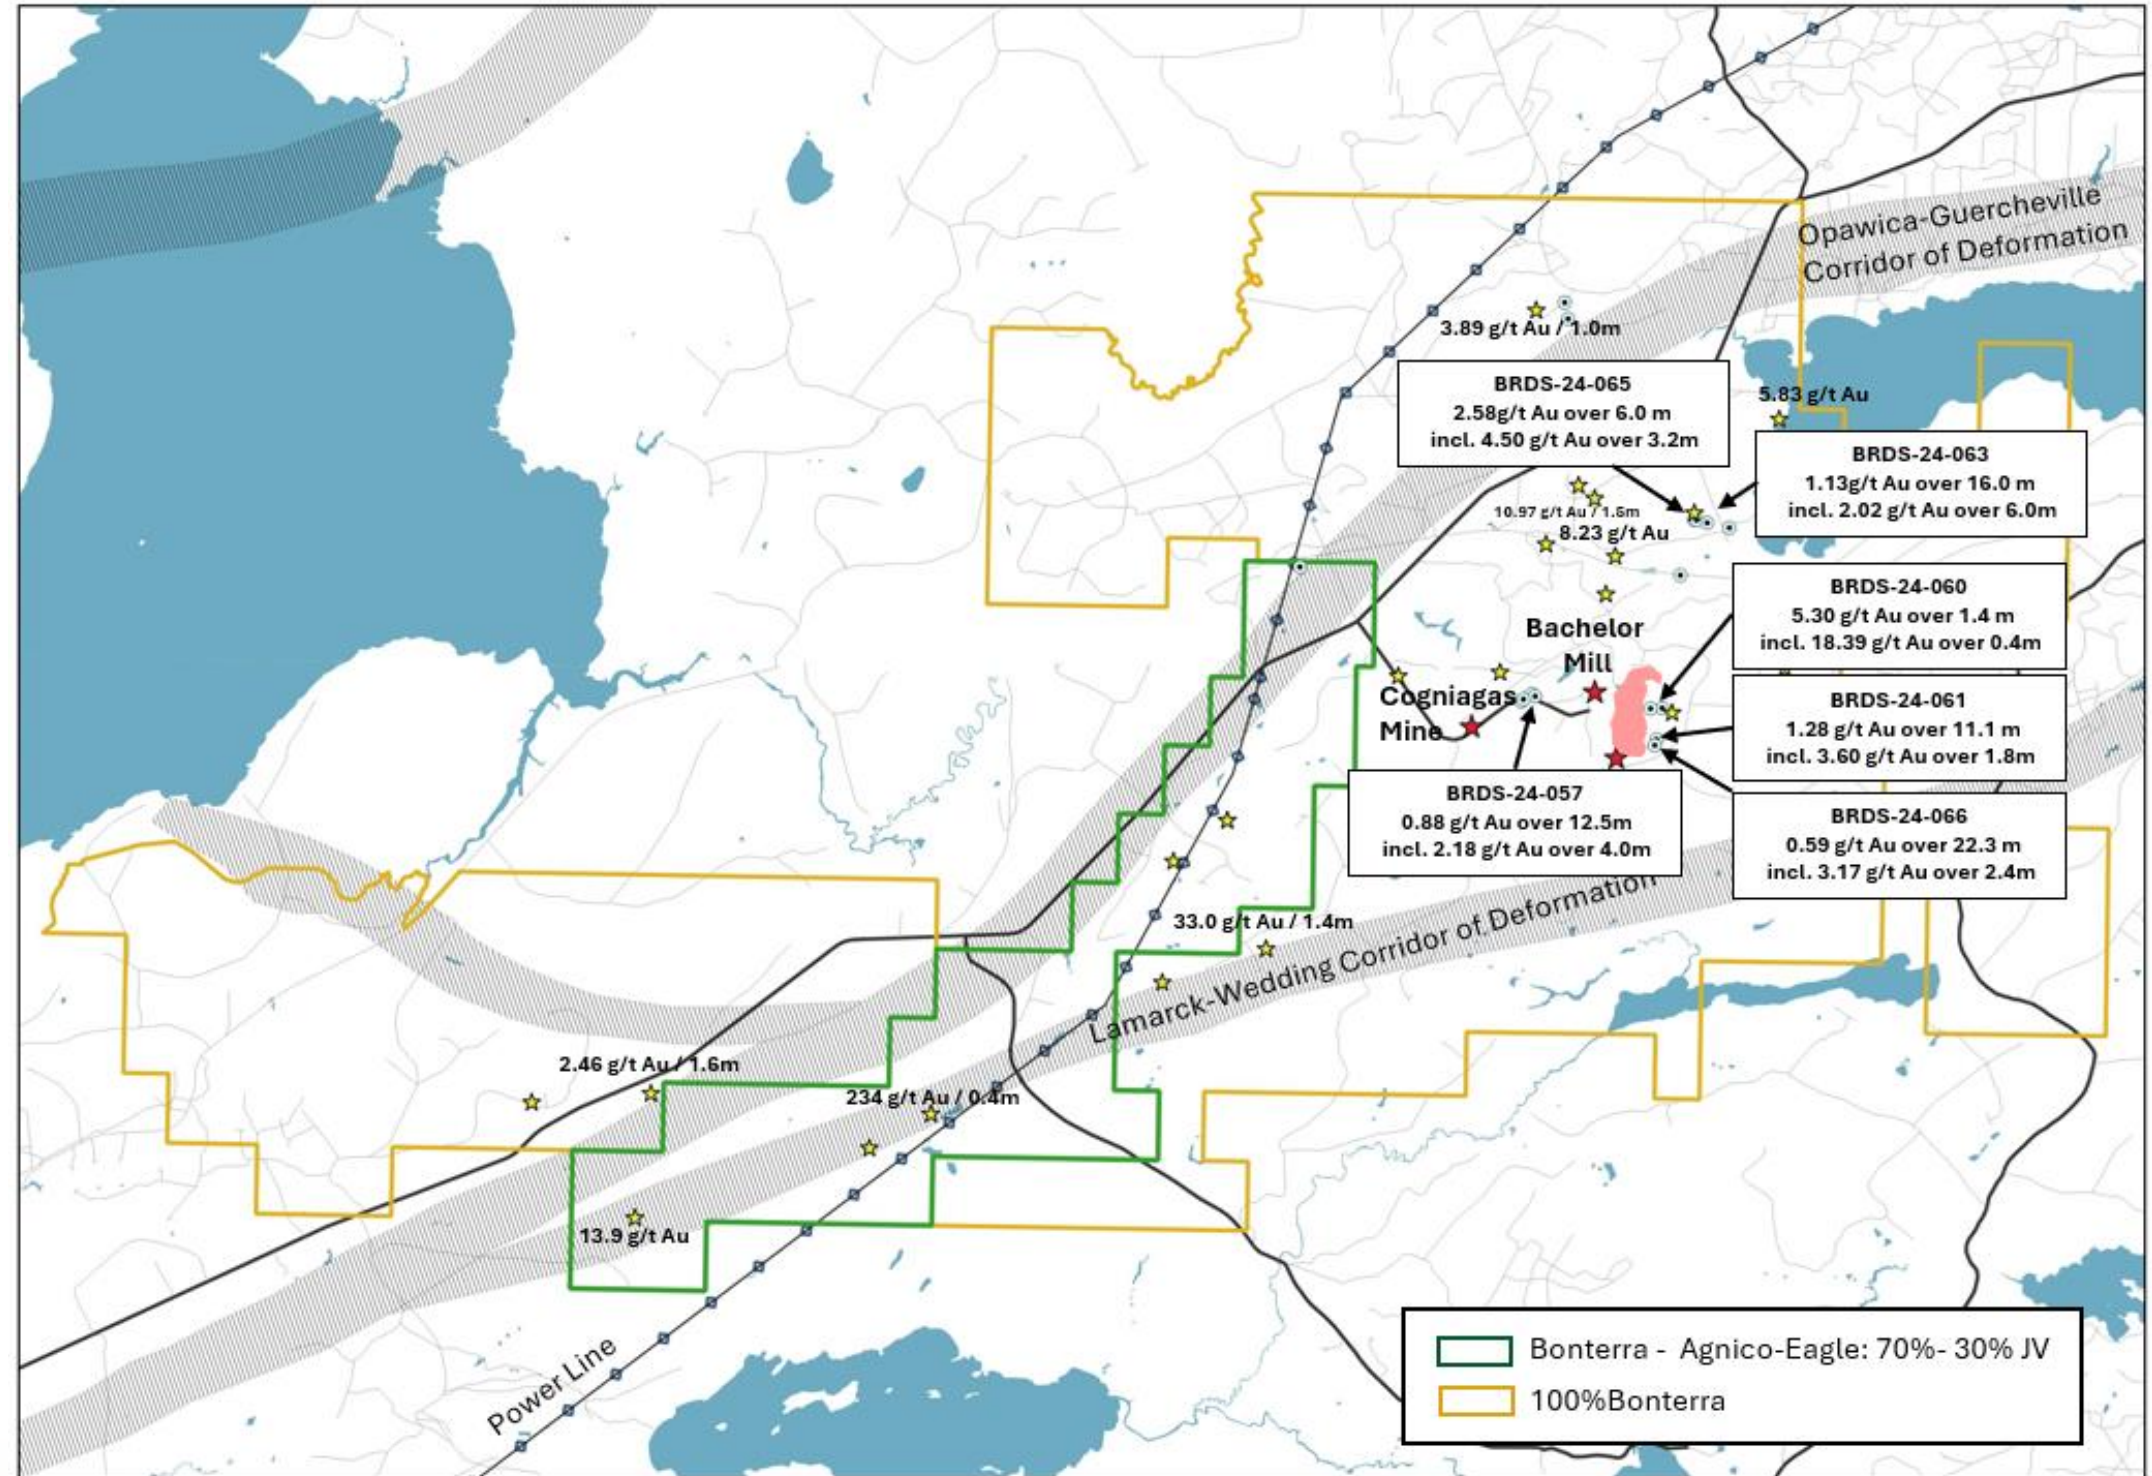 Opawica-Guercheville
Corridor of Deformation
3.89 g/t Au / 1.0m
BRDS-24-065
2.58g/t Au over 6.0 m
incl. 4.50 g/t Au over 3.2m
5.83 g/t Au
BRDS-24-063
1.13g/t Au over 16.0 m
incl. 2.02 g/t Au over 6.0m
10.97 g/t Au / 1.5m
8.23 g/t Au
BRDS-24-060
5.30 g/t Au over 1.4 m
incl. 18.39 g/t Au over 0.4m
Bachelor
Mill
Cogniagas
Mine
BRDS-24-061
1.28 g/t Au over 11.1 m
incl. 3.60 g/t Au over 1.8m
BRDS-24-057
0.88 g/t Au over 12.5m
incl. 2.18 g/t Au over 4.0m
BRDS-24-066
0.59 g/t Au over 22.3 m
incl. 3.17 g/t Au over 2.4m
33.0 g/t Au / 1.4m
Lamarck-Wedding Corridor of Deformation
2.46 g/t Au / 1.6m
234 g/t Au / 0.4m
13.9 g/t Au
Power Line
Bonterra - Agnico-Eagle: 70%- 30% JV
100%Bonterra